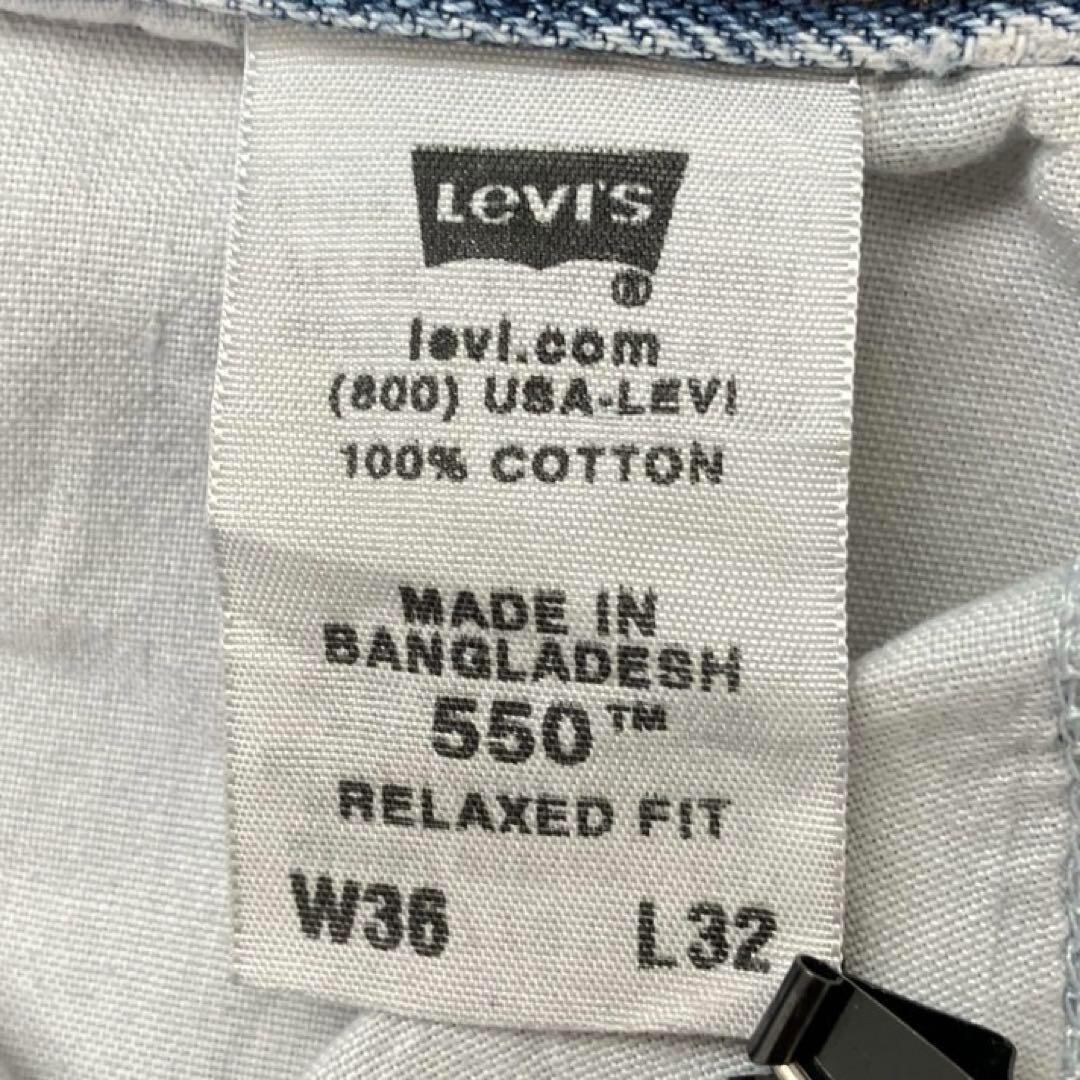 LeVI'S
®
levi.com
(800) USA-LEVI
100% COTTON
MADE IN
BANGLADESH
550™
RELAXED FIT
W36 L32